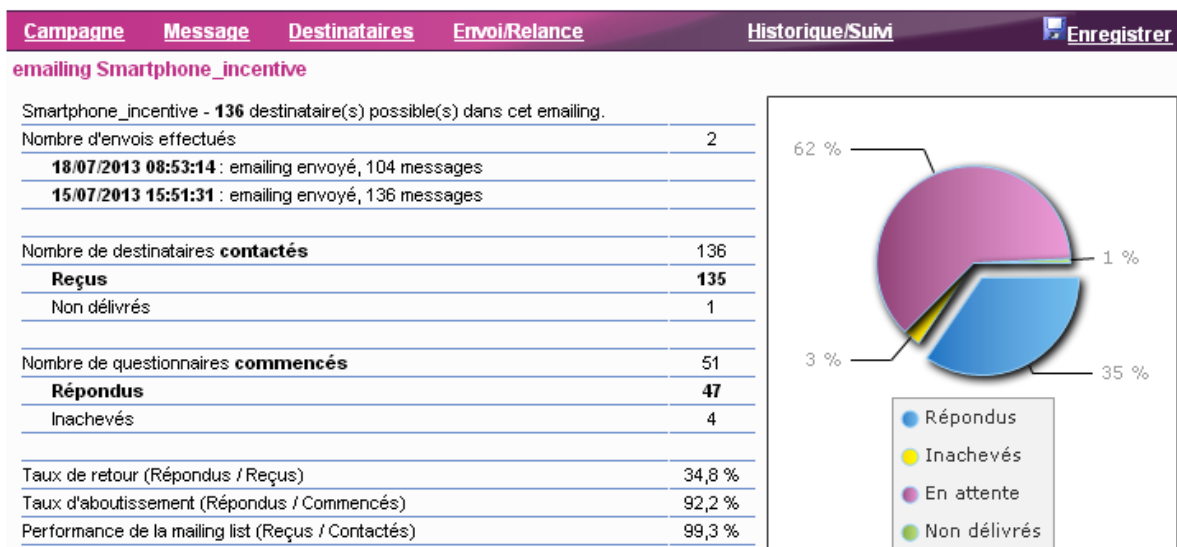 Campagne Message Destinataires Envoi/Relance Historique/Suivi Enregistrer
emailing Smartphone_incentive
Smartphone_incentive - 136 destinataire(s) possible(s) dans cet emailing.
Nombre d'envois effectués 2
18/07/2013 08:53:14 : emailing envoyé, 104 messages
15/07/2013 15:51:31 : emailing envoyé, 136 messages
Nombre de destinataires contactés 136
Reçus 135
Non délivrés 1
Nombre de questionnaires commencés 51
Répondus 47
Inachevés 4
Taux de retour (Répondus / Reçus) 34,8 %
Taux d'aboutissement (Répondus / Commencés) 92,2 %
Performance de la mailing list (Reçus / Contactés) 99,3 %
62 %
1 %
3 %
35 %
Répondus
Inachevés
En attente
Non délivrés